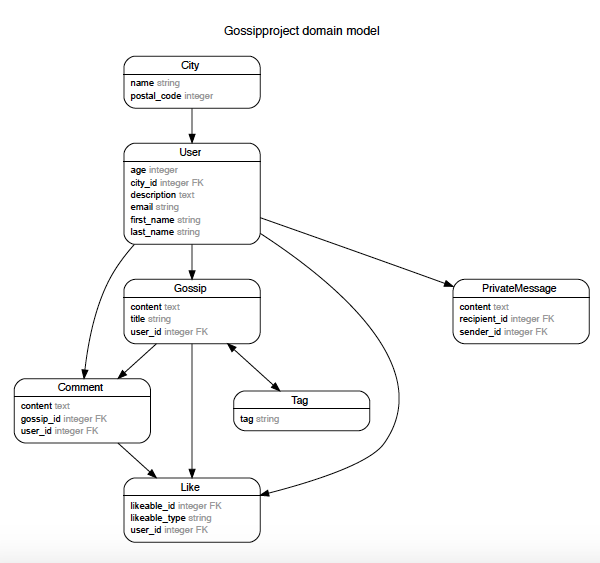 Gossipproject domain model
City
name string
postal_code integer
User
age integer
city_id integer FK
description text
email string
first_name string
last_name string
Gossip
content text
title string
user_id integer FK
PrivateMessage
content text
recipient_id integer FK
sender_id integer FK
Comment
content text
gossip_id integer FK
user_id integer FK
Tag
tag string
Like
likeable_id integer FK
likeable_type string
user_id integer FK